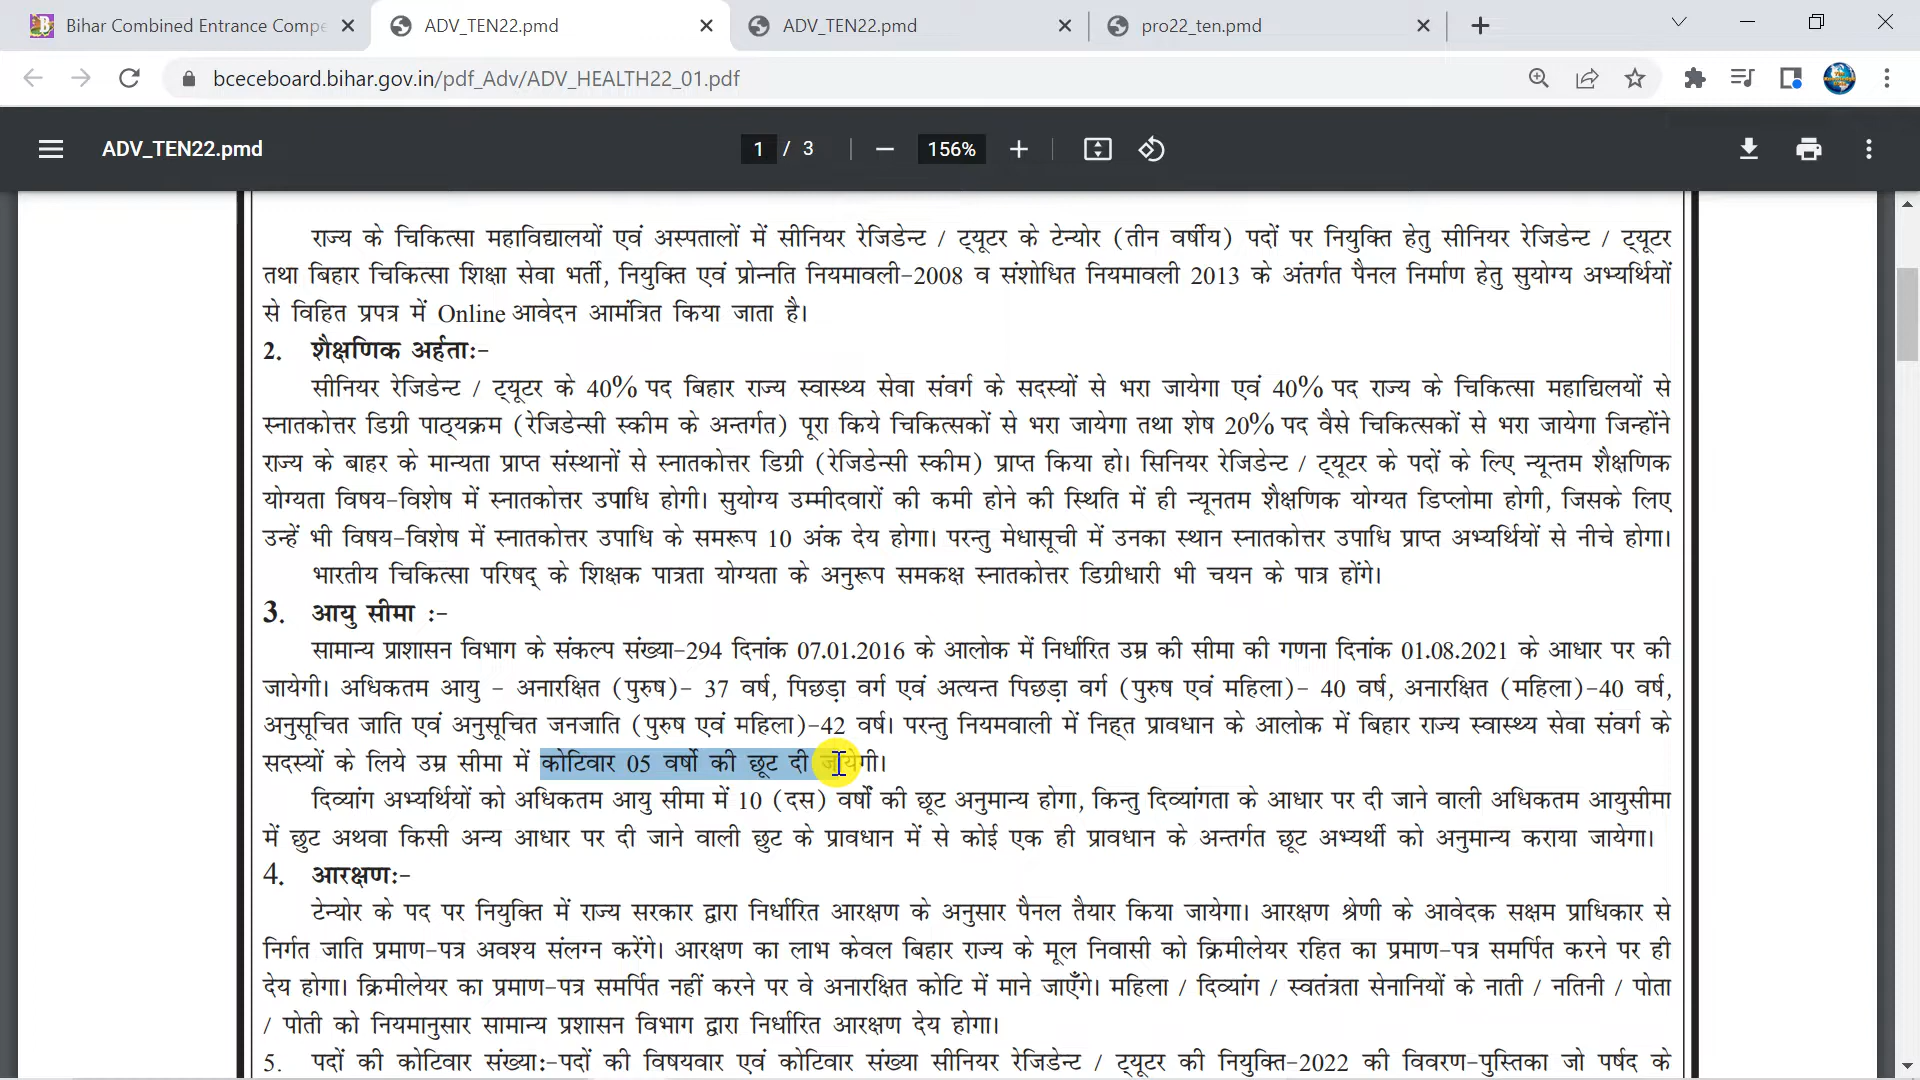 Bihar Combined Entrance Compe
ADV_TEN22.pmd
ADV_TEN22.pmd
pro22_ten.pmd
bceceboard.bihar.gov.in/pdf_Adv/ADV_HEALTH22_01.pdf
ADV_TEN22.pmd
1 / 3
156%
राज्य के चिकित्सा महाविद्यालयों एवं अस्पतालों में सीनियर रेजिडेन्ट / ट्यूटर के टेन्योर (तीन वर्षीय) पदों पर नियुक्ति हेतु सीनियर रेजिडेन्ट / ट्यूटर
तथा बिहार चिकित्सा शिक्षा सेवा भर्ती, नियुक्ति एवं प्रोन्नति नियमावली-2008 व संशोधित नियमावली 2013 के अंतर्गत पैनल निर्माण हेतु सुयोग्य अभ्यर्थियों
से विहित प्रपत्र में Online आवेदन आमंत्रित किया जाता है।
2. शैक्षणिक अर्हताः-
सीनियर रेजिडेन्ट / ट्यूटर के 40% पद बिहार राज्य स्वास्थ्य सेवा संवर्ग के सदस्यों से भरा जायेगा एवं 40% पद राज्य के चिकित्सा महाद्यिलयों से
स्नातकोत्तर डिग्री पाठ्यक्रम (रेजिडेन्सी स्कीम के अन्तर्गत) पूरा किये चिकित्सकों से भरा जायेगा तथा शेष 20% पद वैसे चिकित्सकों से भरा जायेगा जिन्होंने
राज्य के बाहर के मान्यता प्राप्त संस्थानों से स्नातकोत्तर डिग्री (रेजिडेन्सी स्कीम) प्राप्त किया हो। सिनियर रेजिडेन्ट / ट्यूटर के पदों के लिए न्यून्तम शैक्षणिक
योग्यता विषय-विशेष में स्नातकोत्तर उपाधि होगी। सुयोग्य उम्मीदवारों की कमी होने की स्थिति में ही न्यूनतम शैक्षणिक योग्यत डिप्लोमा होगी, जिसके लिए
उन्हें भी विषय-विशेष में स्नातकोत्तर उपाधि के समरूप 10 अंक देय होगा। परन्तु मेधासूची में उनका स्थान स्नातकोत्तर उपाधि प्राप्त अभ्यर्थियों से नीचे होगा।
भारतीय चिकित्सा परिषद् के शिक्षक पात्रता योग्यता के अनुरूप समकक्ष स्नातकोत्तर डिग्रीधारी भी चयन के पात्र होंगे।
3. आयु सीमा :-
सामान्य प्राशासन विभाग के संकल्प संख्या-294 दिनांक 07.01.2016 के आलोक में निर्धारित उम्र की सीमा की गणना दिनांक 01.08.2021 के आधार पर की
जायेगी। अधिकतम आयु - अनारक्षित (पुरुष)- 37 वर्ष, पिछड़ा वर्ग एवं अत्यन्त पिछड़ा वर्ग (पुरुष एवं महिला)- 40 वर्ष, अनारक्षित (महिला)-40 वर्ष,
अनुसूचित जाति एवं अनुसूचित जनजाति (पुरुष एवं महिला)-42 वर्ष। परन्तु नियमवाली में निहत् प्रावधान के आलोक में बिहार राज्य स्वास्थ्य सेवा संवर्ग के
सदस्यों के लिये उम्र सीमा में कोटिवार 05 वर्षो की छूट दी जायेगी।
दिव्यांग अभ्यर्थियों को अधिकतम आयु सीमा में 10 (दस) वर्षों की छूट अनुमान्य होगा, किन्तु दिव्यांगता के आधार पर दी जाने वाली अधिकतम आयुसीमा
में छुट अथवा किसी अन्य आधार पर दी जाने वाली छुट के प्रावधान में से कोई एक ही प्रावधान के अन्तर्गत छूट अभ्यर्थी को अनुमान्य कराया जायेगा।
4. आरक्षणः-
टेन्योर के पद पर नियुक्ति में राज्य सरकार द्वारा निर्धारित आरक्षण के अनुसार पैनल तैयार किया जायेगा। आरक्षण श्रेणी के आवेदक सक्षम प्राधिकार से
निर्गत जाति प्रमाण-पत्र अवश्य संलग्न करेंगे। आरक्षण का लाभ केवल बिहार राज्य के मूल निवासी को क्रिमीलेयर रहित का प्रमाण-पत्र समर्पित करने पर ही
देय होगा। क्रिमीलेयर का प्रमाण-पत्र समर्पित नहीं करने पर वे अनारक्षित कोटि में माने जाएँगे। महिला / दिव्यांग / स्वतंत्रता सेनानियों के नाती / नतिनी / पोता
/ पोती को नियमानुसार सामान्य प्रशासन विभाग द्वारा निर्धारित आरक्षण देय होगा।
5. पदों की कोटिवार संख्याः-पदों की विषयवार एवं कोटिवार संख्या सीनियर रेजिडेन्ट / ट्यूटर की नियुक्ति-2022 की विवरण-पुस्तिका जो पर्षद के